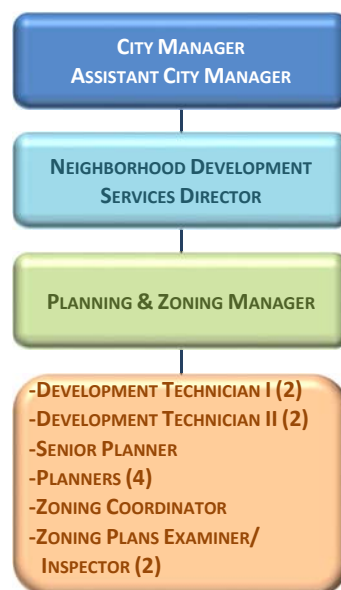 City Manager
Assistant City Manager
Neighborhood Development
Services Director
Planning & Zoning Manager
-Development Technician I (2)
-Development Technician II (2)
-Senior Planner
-Planners (4)
-Zoning Coordinator
-Zoning Plans Examiner/
Inspector (2)